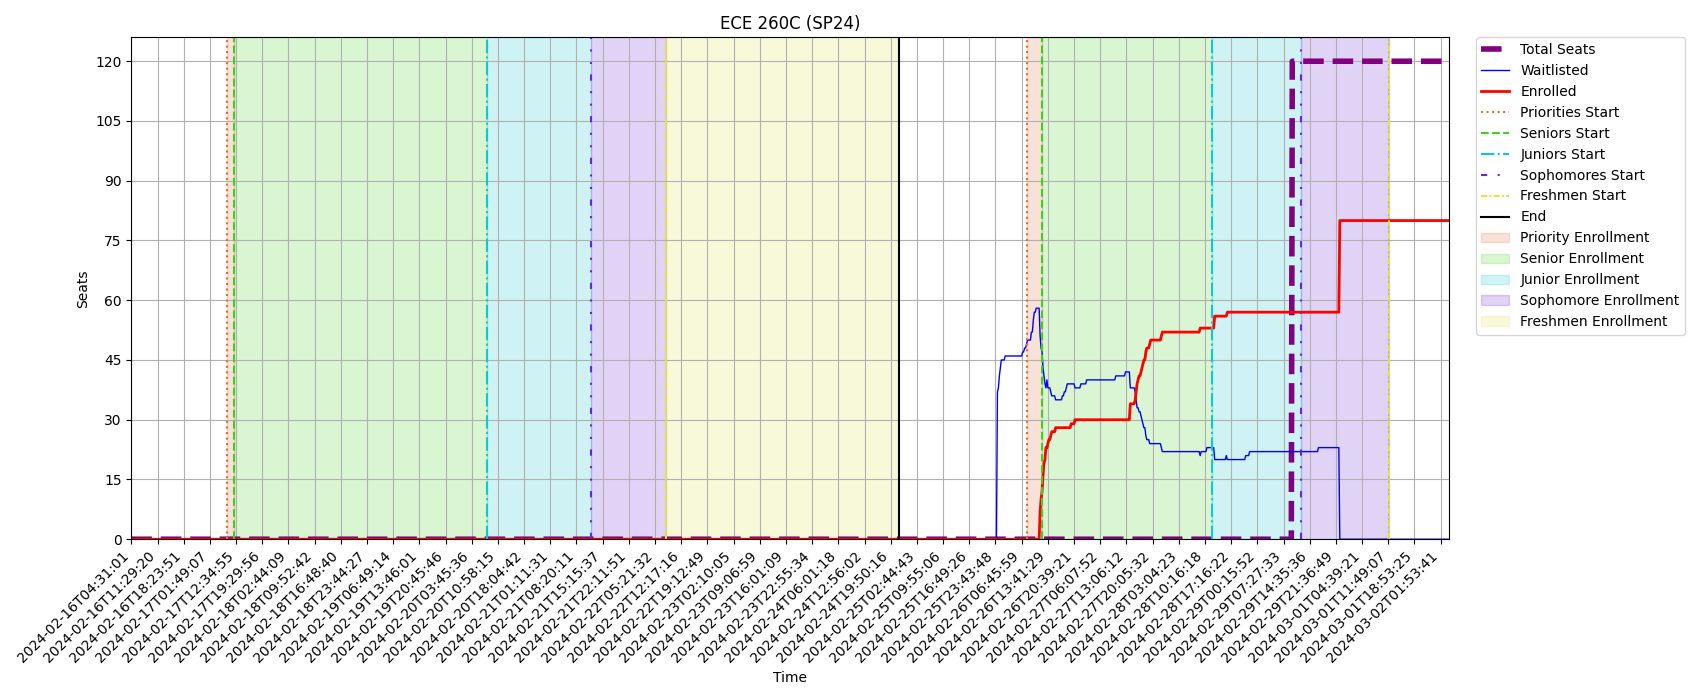 ECE 260C (SP24)
Seats
120
105
90
75
60
45
30
15
0
2024-02-16T04:31:01
2024-02-16T11:29:20
2024-02-16T18:23:51
2024-02-17T01:49:07
2024-02-17T12:34:55
2024-02-17T19:29:56
2024-02-18T02:44:09
2024-02-18T09:52:42
2024-02-18T16:48:40
2024-02-18T23:44:27
2024-02-19T06:49:14
2024-02-19T13:46:01
2024-02-19T20:45:46
2024-02-20T03:45:36
2024-02-20T10:58:15
2024-02-20T18:04:42
2024-02-21T01:11:31
2024-02-21T08:20:11
2024-02-21T15:15:37
2024-02-21T22:11:51
2024-02-22T05:21:32
2024-02-22T12:17:16
2024-02-22T19:12:49
2024-02-23T02:10:05
2024-02-23T09:06:59
2024-02-23T16:01:09
2024-02-23T22:55:34
2024-02-24T06:01:18
2024-02-24T12:56:02
2024-02-24T19:50:16
2024-02-25T02:44:43
2024-02-25T09:55:06
2024-02-25T16:49:26
2024-02-25T23:43:48
2024-02-26T06:45:59
2024-02-26T13:41:29
2024-02-26T20:39:21
2024-02-27T06:07:52
2024-02-27T13:06:12
2024-02-27T20:05:32
2024-02-28T03:04:23
2024-02-28T10:16:18
2024-02-28T17:16:22
2024-02-29T00:15:52
2024-02-29T07:27:33
2024-02-29T14:35:36
2024-02-29T21:36:49
2024-03-01T04:39:21
2024-03-01T11:49:07
2024-03-01T18:53:25
2024-03-02T01:53:41
Time
Total Seats
Waitlisted
Enrolled
Priorities Start
Seniors Start
Juniors Start
Sophomores Start
Freshmen Start
End
Priority Enrollment
Senior Enrollment
Junior Enrollment
Sophomore Enrollment
Freshmen Enrollment